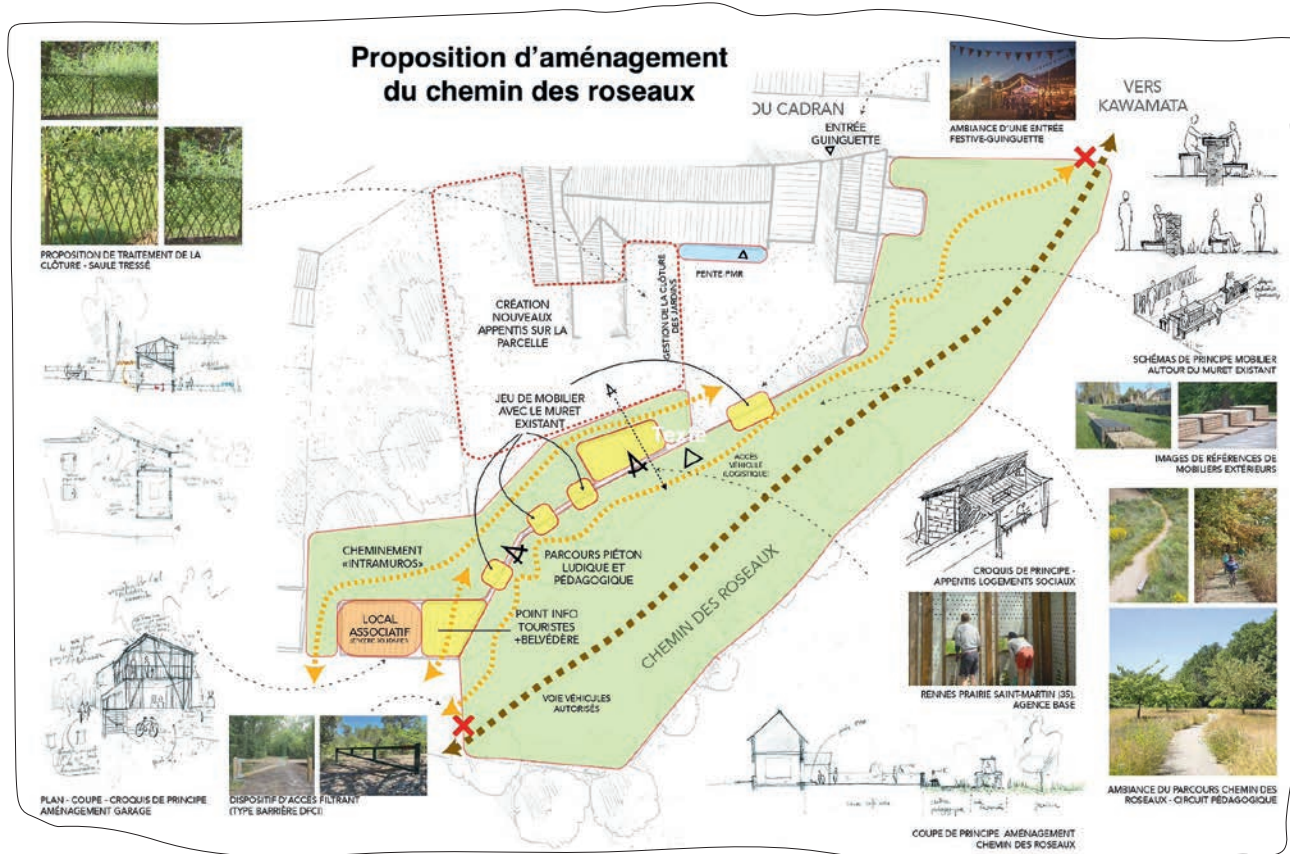 Proposition d'aménagement
du chemin des roseaux
DU CADRAN
ENTRÉE
GUINGUETTE
AMBIANCE D'UNE ENTRÉE
FESTIVE-GUINGUETTE
VERS
KAWAMATA
PROPOSITION DE TRAITEMENT DE LA
CLÔTURE - SAULE TRESSÉ
PENTE PMR
CRÉATION
NOUVEAUX
APPENTIS SUR LA
PARCELLE
GESTION DE LA CLÔTURE
DES JARDINS
SCHÉMAS DE PRINCIPE MOBILIER
AUTOUR DU MURET EXISTANT
JEU DE MOBILIER
AVEC LE MURET
EXISTANT
Texte
ACCÈS
VÉHICULE
(LOGISTIQUE)
IMAGES DE RÉFÉRENCES DE
MOBILIERS EXTÉRIEURS
CHEMINEMENT
«INTRAMUROS»
PARCOURS PIÉTON
LUDIQUE ET
PÉDAGOGIQUE
CROQUIS DE PRINCIPE -
APPENTIS LOGEMENTS SOCIAUX
LOCAL
ASSOCIATIF
POINT INFO
TOURISTES
+BELVÉDÈRE
CHEMIN DES ROSEAUX
VOIE VÉHICULES
AUTORISÉS
RENNES PRAIRIE SAINT-MARTIN (35),
AGENCE BASE
PLAN - COUPE - CROQUIS DE PRINCIPE
AMÉNAGEMENT GARAGE
DISPOSITIF D'ACCÈS FILTRANT
(TYPE BARRIÈRE DFCI)
AMBIANCE DU PARCOURS CHEMIN DES
ROSEAUX - CIRCUIT PÉDAGOGIQUE
COUPE DE PRINCIPE AMÉNAGEMENT
CHEMIN DES ROSEAUX